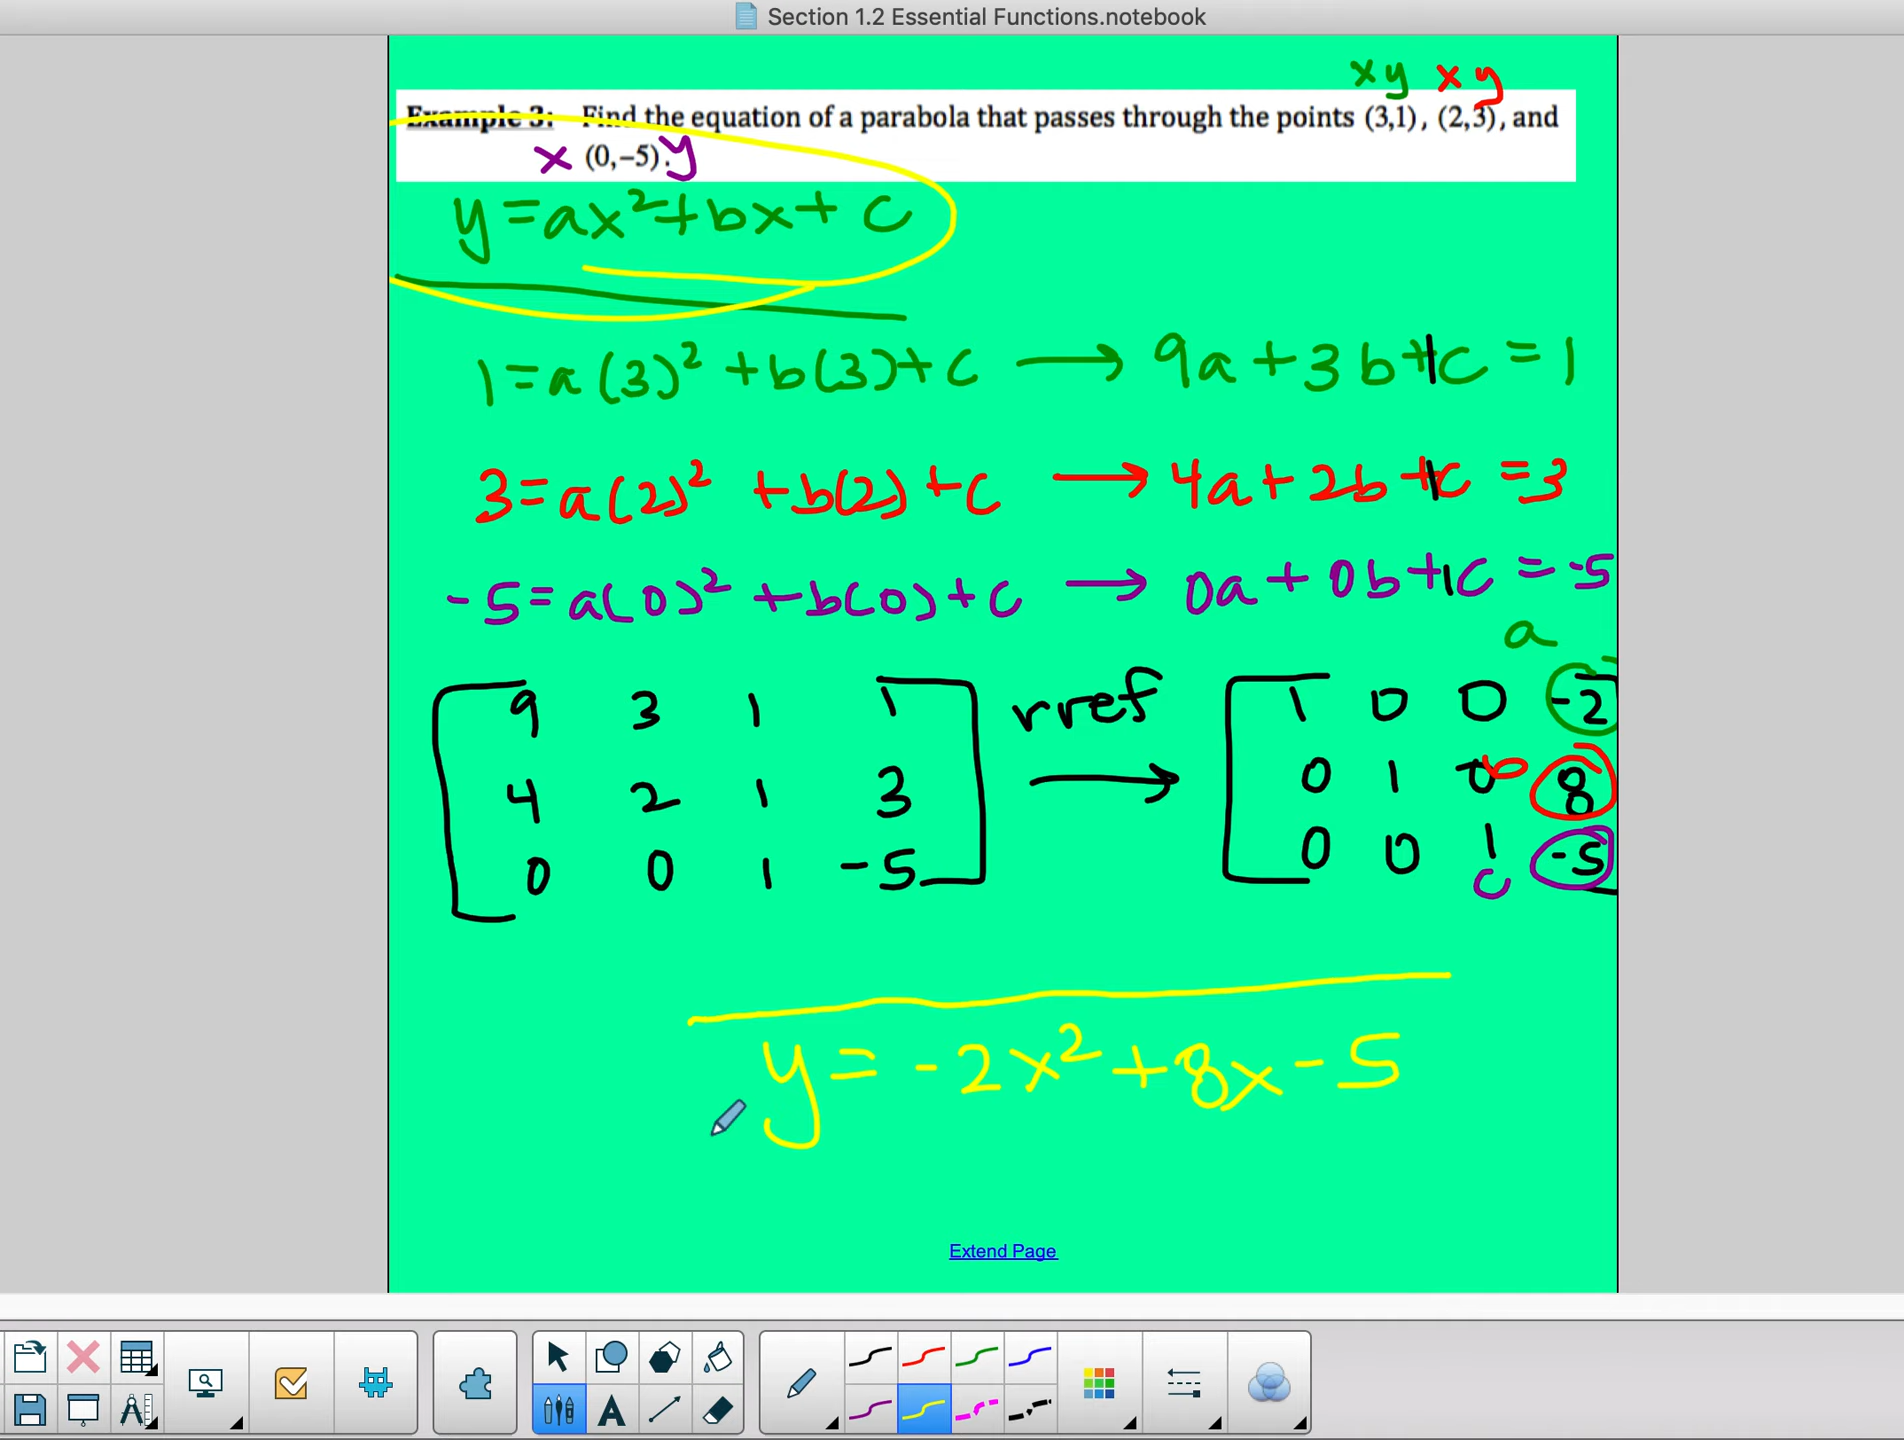 Section 1.2 Essential Functions.notebook
x y x y
Example 3: Find the equation of a parabola that passes through the points (3,1), (2,3), and
x (0,–5). y
y=ax²+bx+c
1=a(3)²+b(3)+c → 9a+3b+1c=1
3=a(2)²+b(2)+c → 4a+2b+1c=3
-5=a(0)²+b(0)+c → 0a+0b+1c=-5
a
9 3 1 1 rref 1 0 0 -2
4 2 1 3 → 0 1 0 b 8
0 0 1 -5 0 0 1 -5
c
y=-2x²+8x-5
Extend Page
A